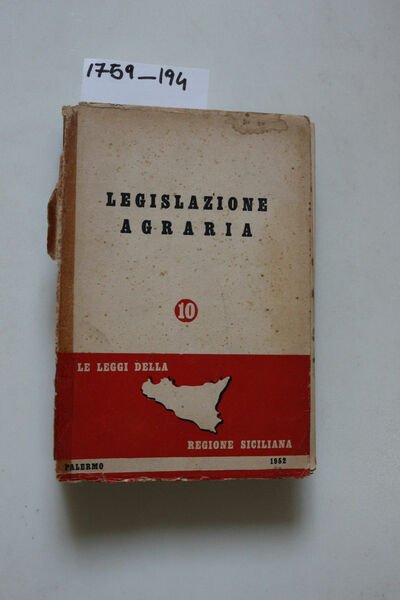 1759_194
LEGISLAZIONE
AGRARIA
10
LE LEGGI DELLA
REGIONE SICILIANA
PALERMO 1952